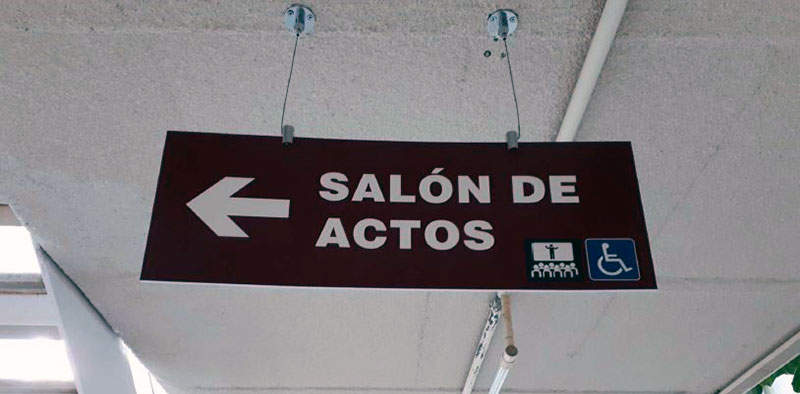 SALÓN DE
ACTOS